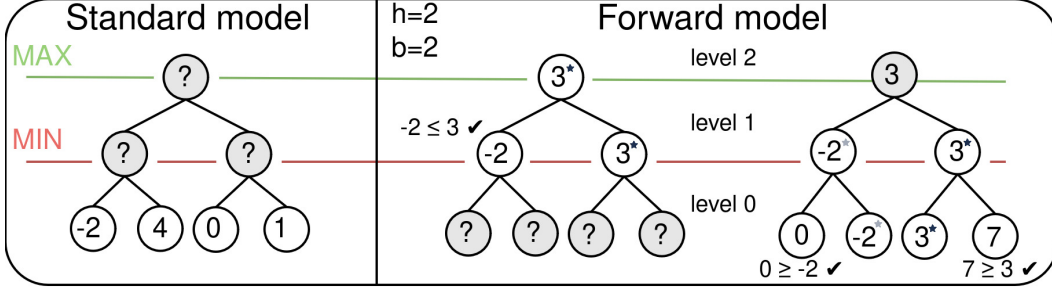 Standard model
h=2
b=2
Forward model
MAX
?
3★
level 2
3
MIN
?
?
-2 ≤ 3 ✔
-2
3★
level 1
-2★
3★
-2
4
0
1
?
?
?
?
level 0
0
-2★
3★
7
0 ≥ -2 ✔
7 ≥ 3 ✔